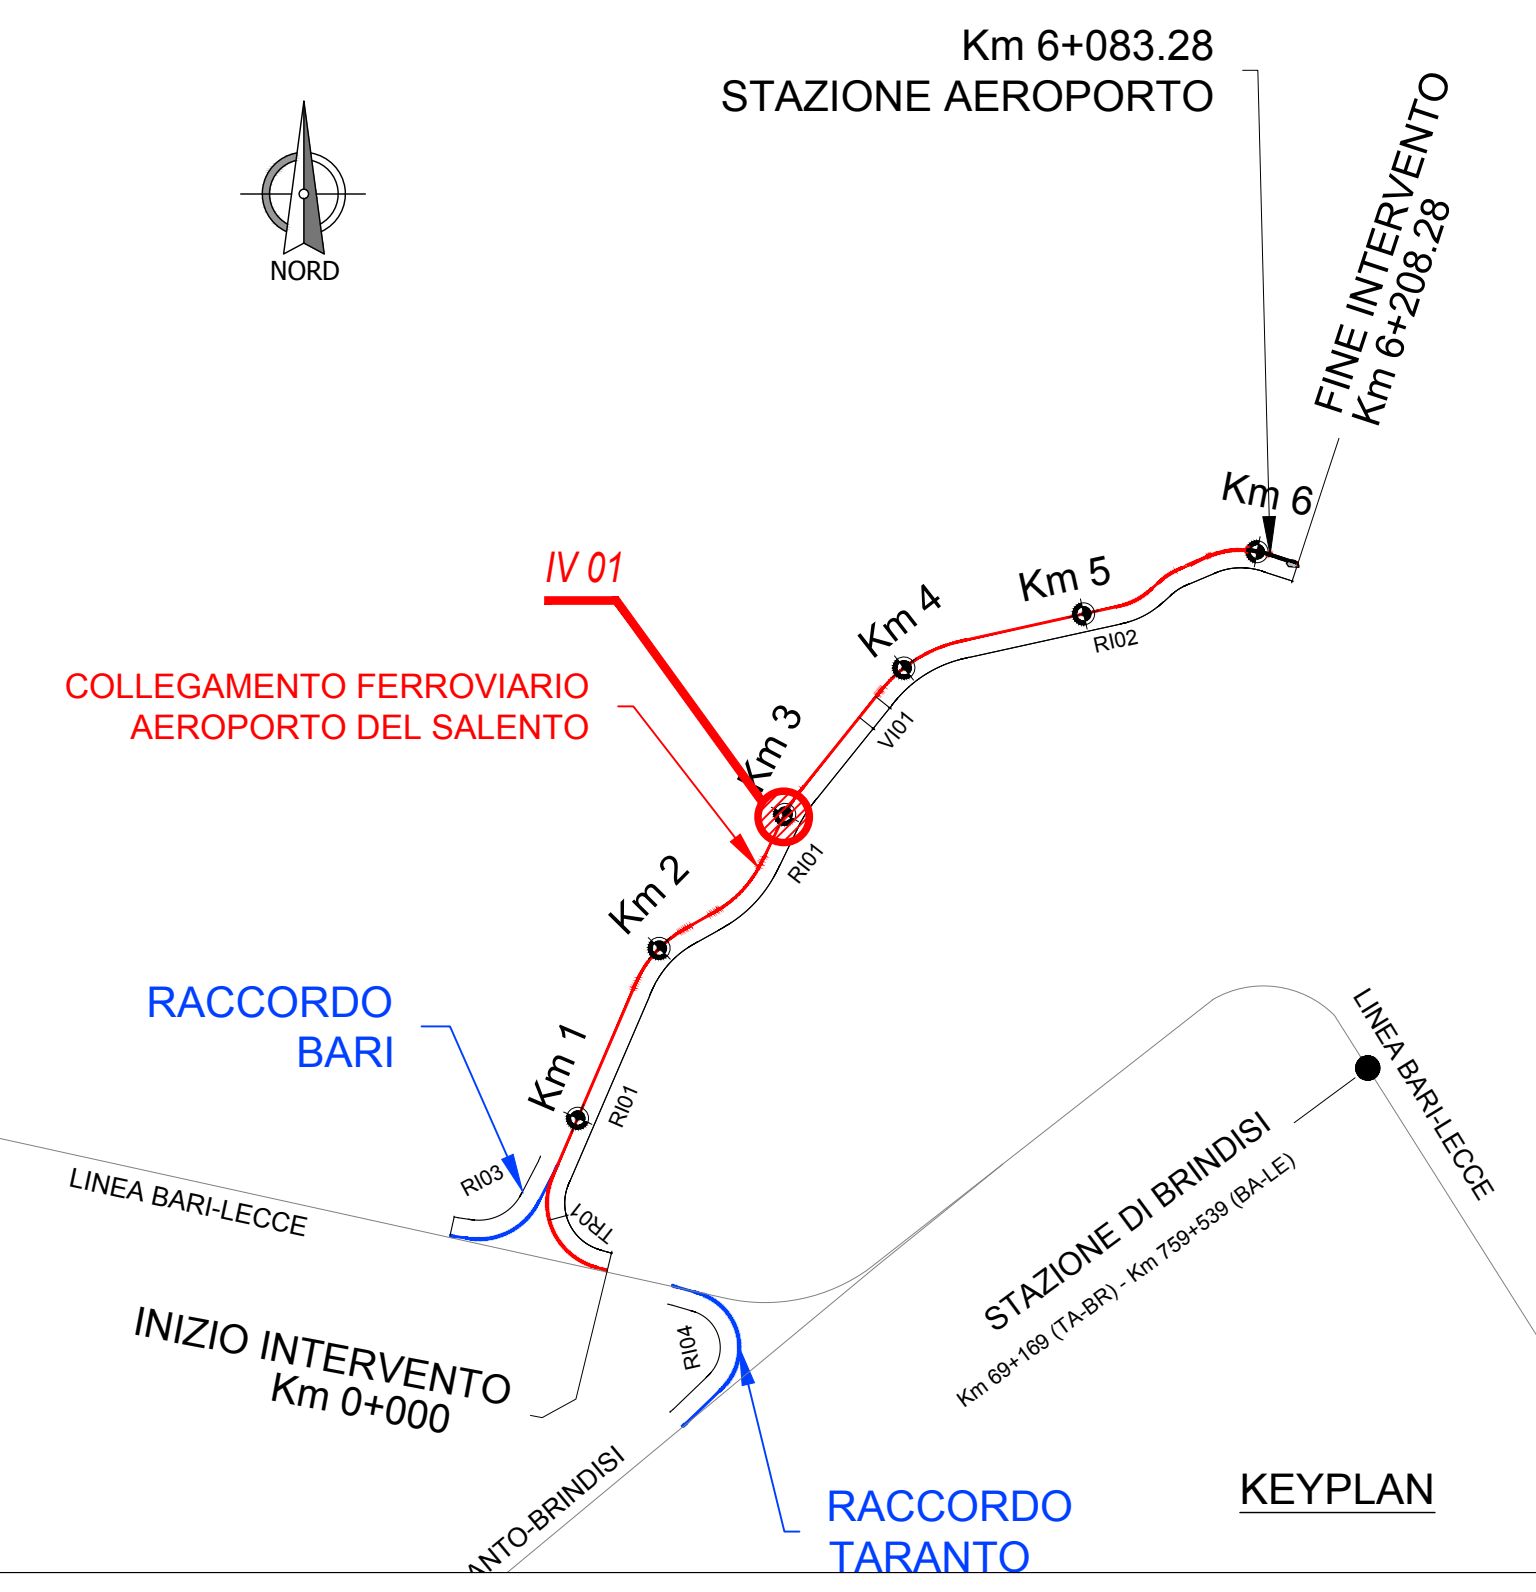 Km 6+083.28
STAZIONE AEROPORTO
FINE INTERVENTO
Km 6+208.28
NORD
Km 6
IV 01
Km 5
Km 4
RI02
COLLEGAMENTO FERROVIARIO
AEROPORTO DEL SALENTO
Km 3
VI01
RI01
Km 2
RACCORDO
BARI
Km 1
RI01
LINEA BARI-LECCE
RI03
TR01
LINEA BARI-LECCE
STAZIONE DI BRINDISI
Km 69+169 (TA-BR) - Km 759+539 (BA-LE)
INIZIO INTERVENTO
Km 0+000
RI04
ANTO-BRINDISI
RACCORDO
TARANTO
KEYPLAN